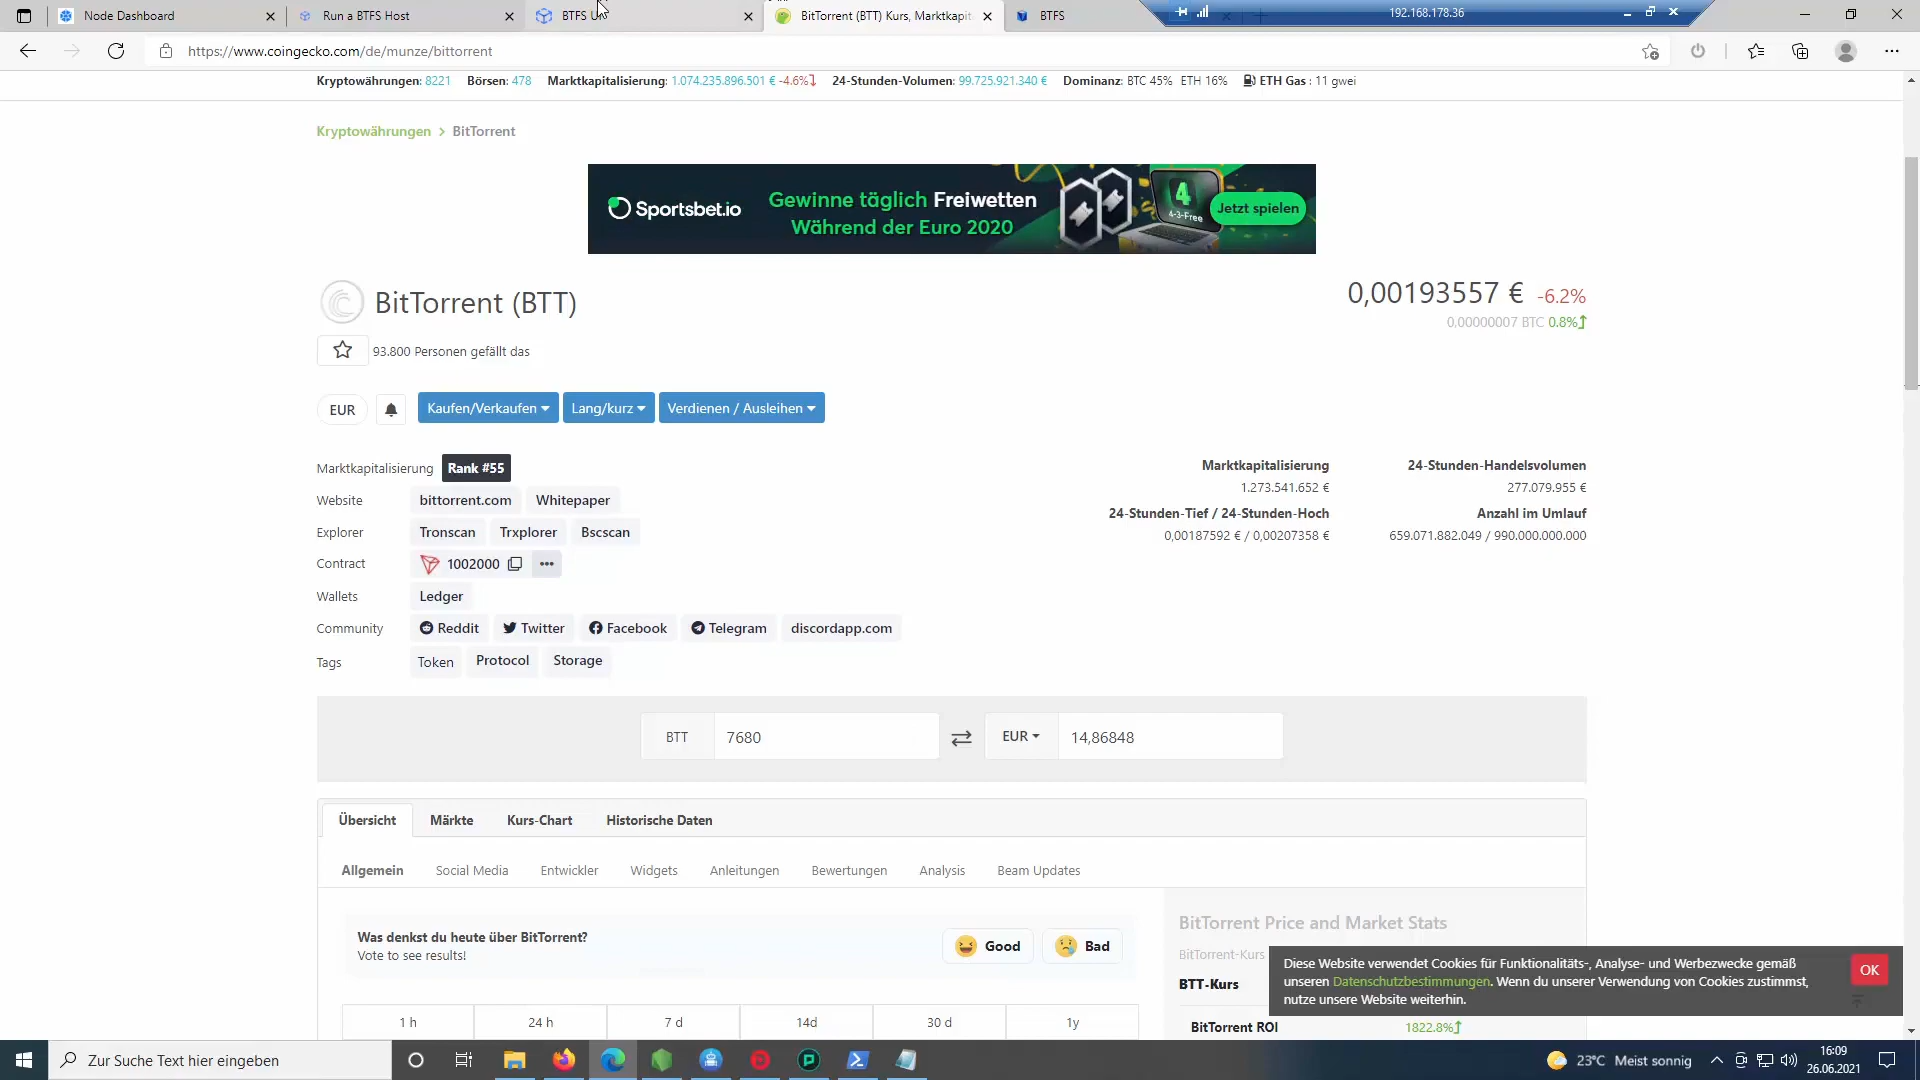 Node Dashboard
Run a BTFS Host
BTFS
BitTorrent (BTT) Kurs, Marktkapit
BTFS
192.168.178.36
https://www.coingecko.com/de/munze/bittorrent
Kryptowährungen: 8221 Börsen: 478 Marktkapitalisierung: 1.074.235.896.501 € -4.6% 24-Stunden-Volumen: 99.725.921.340 € Dominanz: BTC 45% ETH 16% ETH Gas : 11 gwei
Kryptowährungen > BitTorrent
Sportsbet.io
Gewinne täglich Freiwetten
Während der Euro 2020
4
4-3-Free
Jetzt spielen
BitTorrent (BTT)
0,00193557 € -6.2%
0,00000007 BTC 0.8%
93.800 Personen gefällt das
EUR
Kaufen/Verkaufen
Lang/kurz
Verdienen / Ausleihen
Marktkapitalisierung Rank #55
Website bittorrent.com Whitepaper
Explorer Tronscan Trxplorer Bscscan
Contract 1002000 •••
Wallets Ledger
Community Reddit Twitter Facebook Telegram discordapp.com
Tags Token Protocol Storage
Marktkapitalisierung
1.273.541.652 €
24-Stunden-Handelsvolumen
277.079.955 €
24-Stunden-Tief / 24-Stunden-Hoch
0,00187592 € / 0,00207358 €
Anzahl im Umlauf
659.071.882.049 / 990.000.000.000
BTT 7680 EUR 14,86848
Übersicht Märkte Kurs-Chart Historische Daten
Allgemein Social Media Entwickler Widgets Anleitungen Bewertungen Analysis Beam Updates
Was denkst du heute über BitTorrent?
Vote to see results!
Good
Bad
1 h 24 h 7 d 14d 30 d 1y
BitTorrent Price and Market Stats
BitTorrent-Kurs
BTT-Kurs
BitTorrent ROI 1822.8%
Diese Website verwendet Cookies für Funktionalitäts-, Analyse- und Werbezwecke gemäß
unseren Datenschutzbestimmungen. Wenn du unserer Verwendung von Cookies zustimmst,
nutze unsere Website weiterhin.
OK
Zur Suche Text hier eingeben
23°C Meist sonnig
16:09
26.06.2021